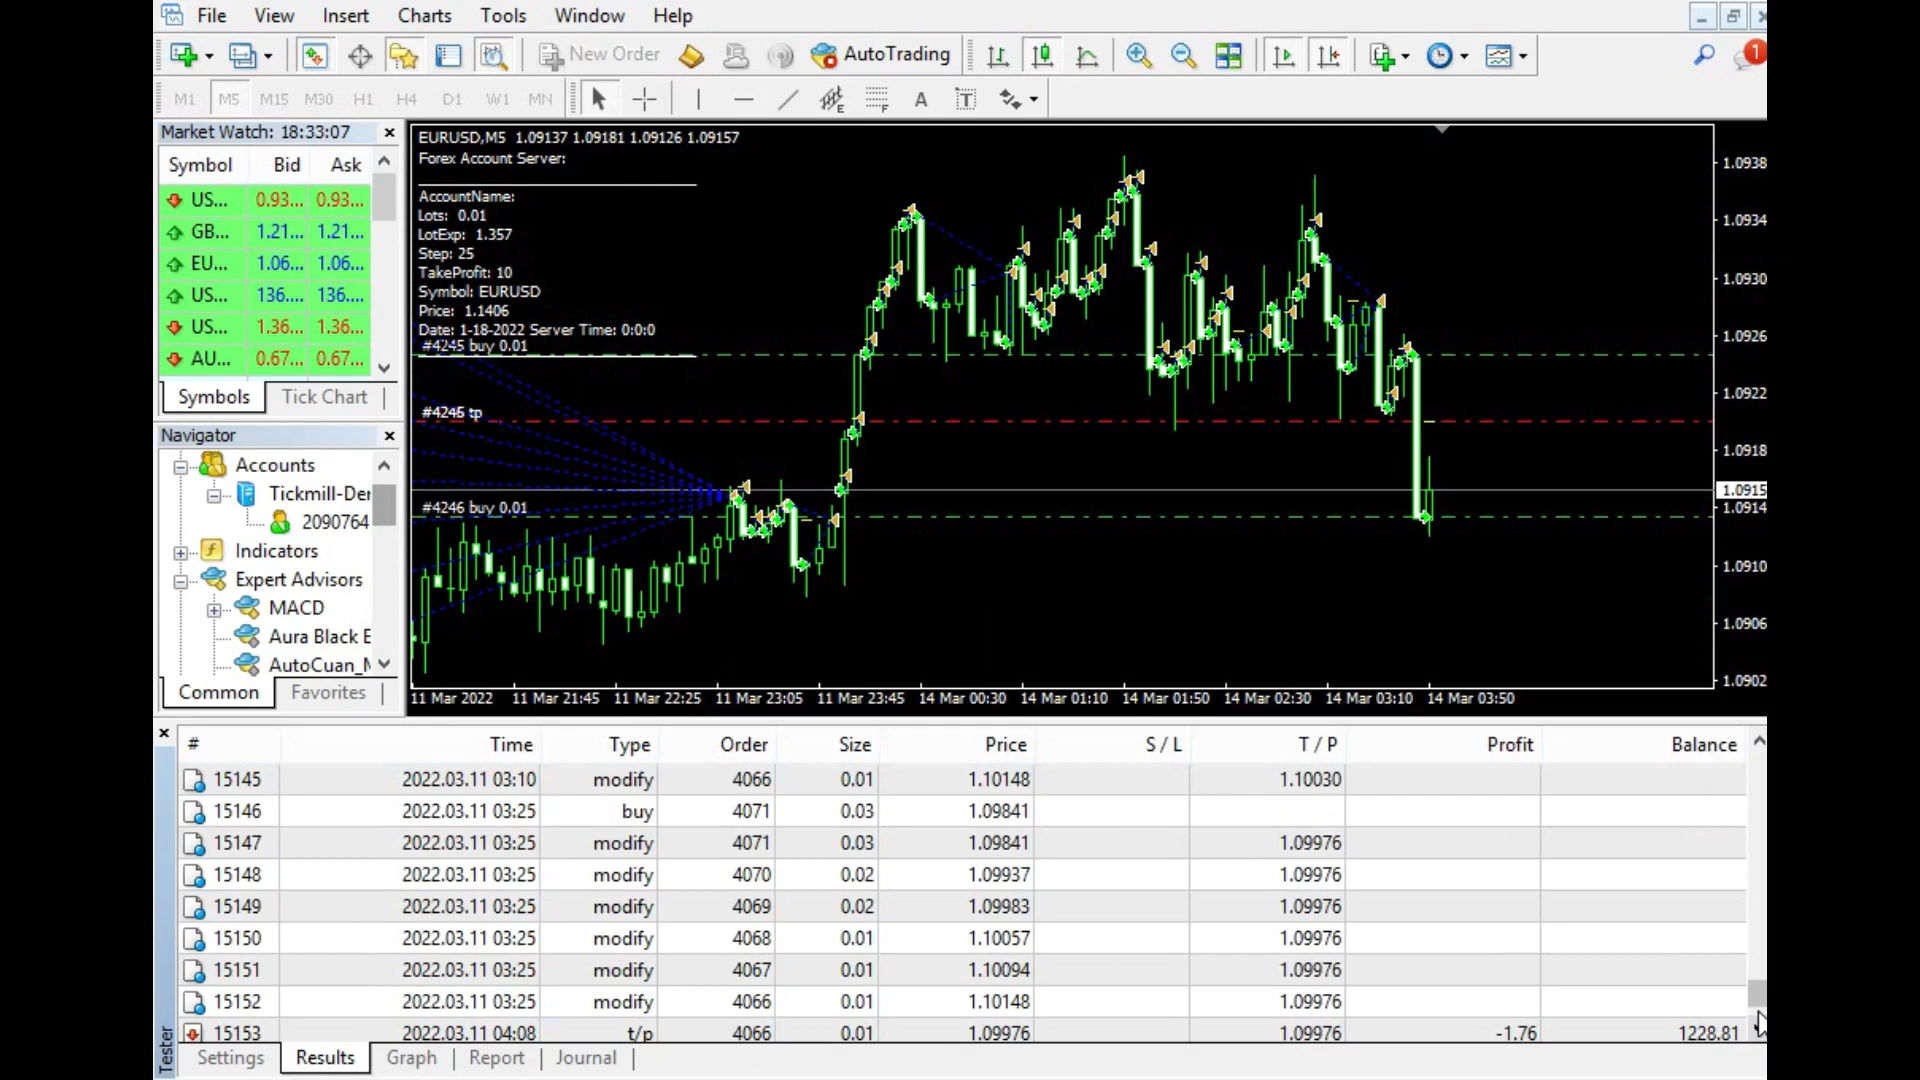 File View Insert Charts Tools Window Help
New Order AutoTrading 1
M1 M5 M15 M30 H1 H4 D1 W1 MN E F A T
Market Watch: 18:33:07
Symbol Bid Ask
US... 0.93... 0.93...
GB... 1.21... 1.21...
EU... 1.06... 1.06...
US... 136.... 136....
US... 1.36... 1.36...
AU... 0.67... 0.67...
Symbols Tick Chart
Navigator
Accounts
Tickmill-Der
2090764
Indicators
Expert Advisors
MACD
Aura Black E
AutoCuan_M
Common Favorites
EURUSD,M5 1.09137 1.09181 1.09126 1.09157
Forex Account Server:
AccountName:
Lots: 0.01
LotExp: 1.357
Step: 25
TakeProfit: 10
Symbol: EURUSD
Price: 1.1406
Date: 1-18-2022 Server Time: 0:0:0
#4245 buy 0.01
#4246 buy 0.01
1.0938
1.0934
1.0930
1.0926
1.0922
1.0918
1.0915
1.0914
1.0910
1.0906
1.0902
11 Mar 2022 11 Mar 21:45 11 Mar 22:25 11 Mar 23:05 11 Mar 23:45 14 Mar 00:30 14 Mar 01:10 14 Mar 01:50 14 Mar 02:30 14 Mar 03:10 14 Mar 03:50
# Time Type Order Size Price S / L T / P Profit Balance
15145 2022.03.11 03:10 modify 4066 0.01 1.10148 1.10030
15146 2022.03.11 03:25 buy 4071 0.03 1.09841
15147 2022.03.11 03:25 modify 4071 0.03 1.09841 1.09976
15148 2022.03.11 03:25 modify 4070 0.02 1.09937 1.09976
15149 2022.03.11 03:25 modify 4069 0.02 1.09983 1.09976
15150 2022.03.11 03:25 modify 4068 0.01 1.10057 1.09976
15151 2022.03.11 03:25 modify 4067 0.01 1.10094 1.09976
15152 2022.03.11 03:25 modify 4066 0.01 1.10148 1.09976
15153 2022.03.11 04:08 t/p 4066 0.01 1.09976 1.09976 -1.76 1228.81
Tester
Settings Results Graph Report Journal